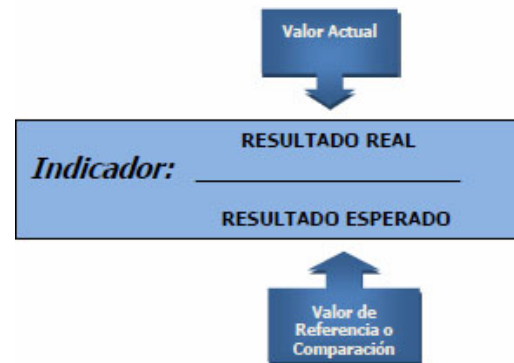 Valor Actual
RESULTADO REAL
Indicador:
RESULTADO ESPERADO
Valor de
Referencia o
Comparación